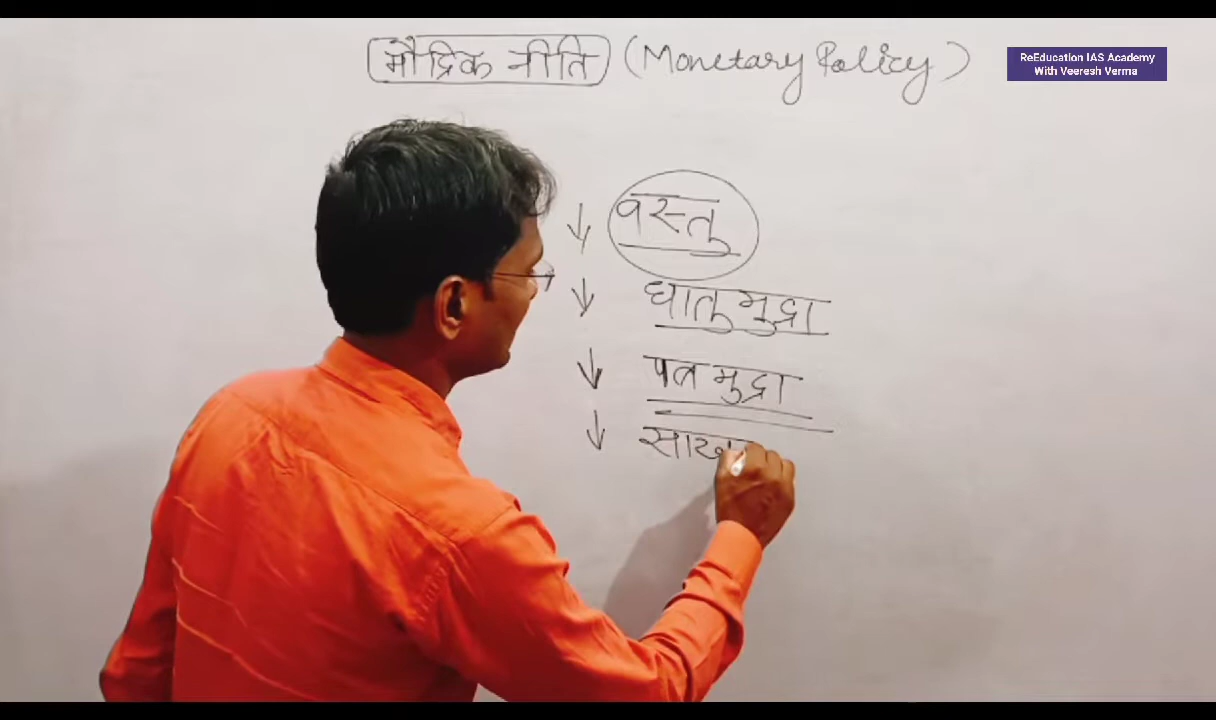 मौद्रिक नीति (Monetary Policy)
ReEducation IAS Academy
With Veeresh Verma
वस्तु
धातु मुद्रा
पत्र मुद्रा
साख